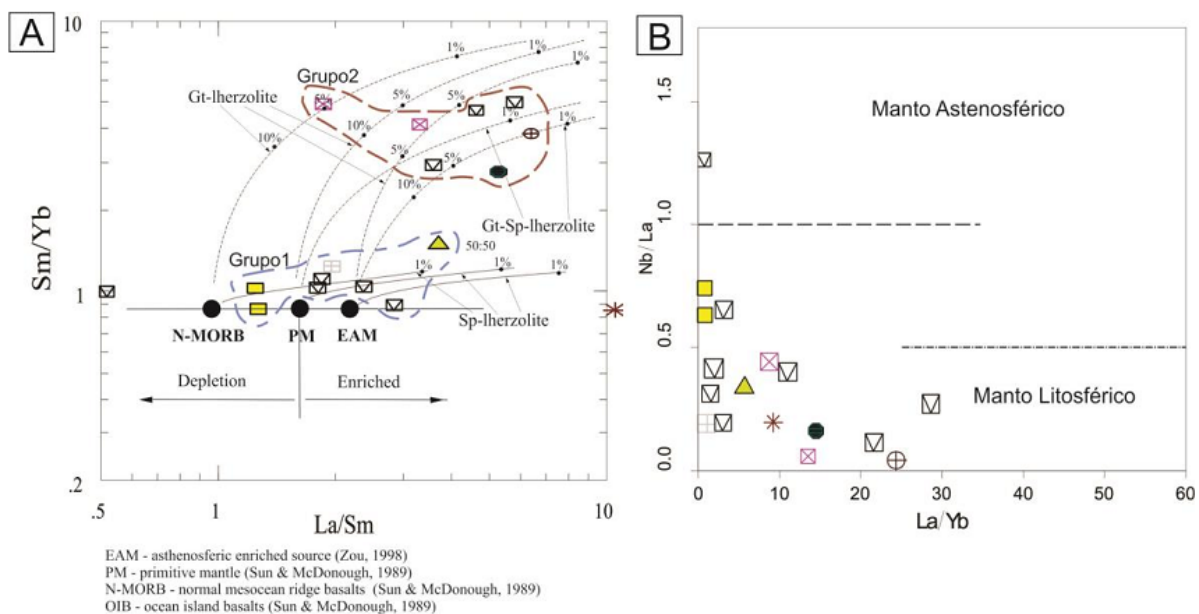 A
10
Sm/Yb
1
.2
.5
1
La/Sm
10
Grupo2
Gt-lherzolite
1%
1%
1%
5%
5%
5%
1%
1%
10%
10%
5%
5%
10%
Gt-Sp-lherzolite
50:50
Grupo1
1%
1%
1%
Sp-lherzolite
N-MORB
PM
EAM
Depletion
Enriched
EAM - asthenosferic enriched source (Zou, 1998)
PM - primitive mantle (Sun & McDonough, 1989)
N-MORB - normal mesocean ridge basalts (Sun & McDonough, 1989)
OIB - ocean island basalts (Sun & McDonough, 1989)
B
Manto Astenosférico
Manto Litosférico
Nb/La
1.5
1.0
0.5
0.0
0
10
20
30
40
50
60
La/Yb